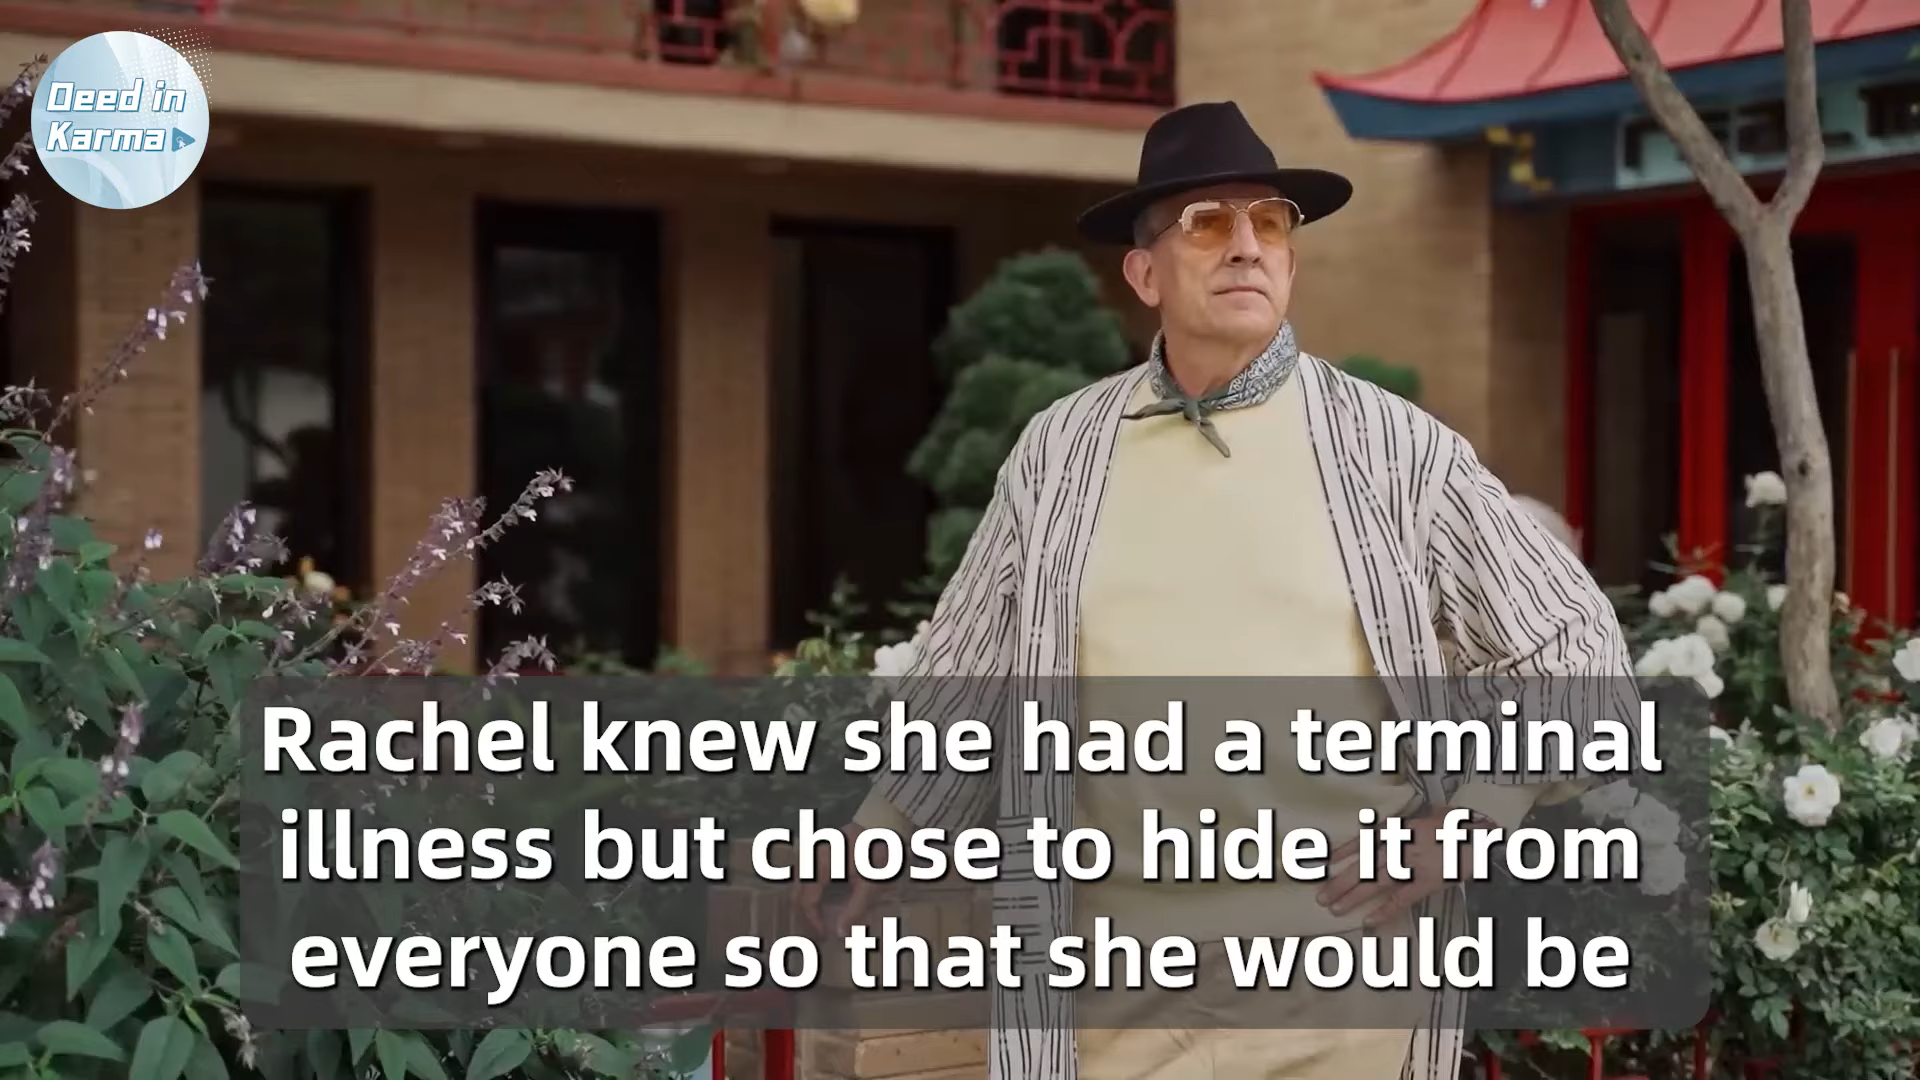 Deed in
Karma
Rachel knew she had a terminal
illness but chose to hide it from
everyone so that she would be